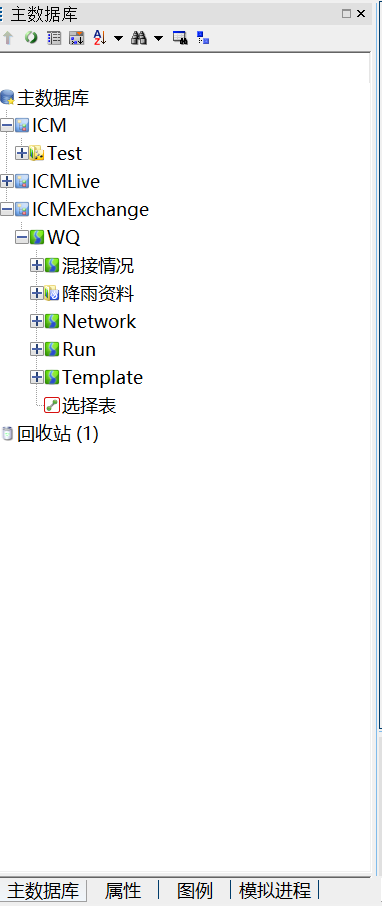 主数据库
主数据库
ICM
Test
ICMLive
ICMExchange
WQ
混接情况
降雨资料
Network
Run
Template
选择表
回收站 (1)
主数据库 属性 图例 模拟进程